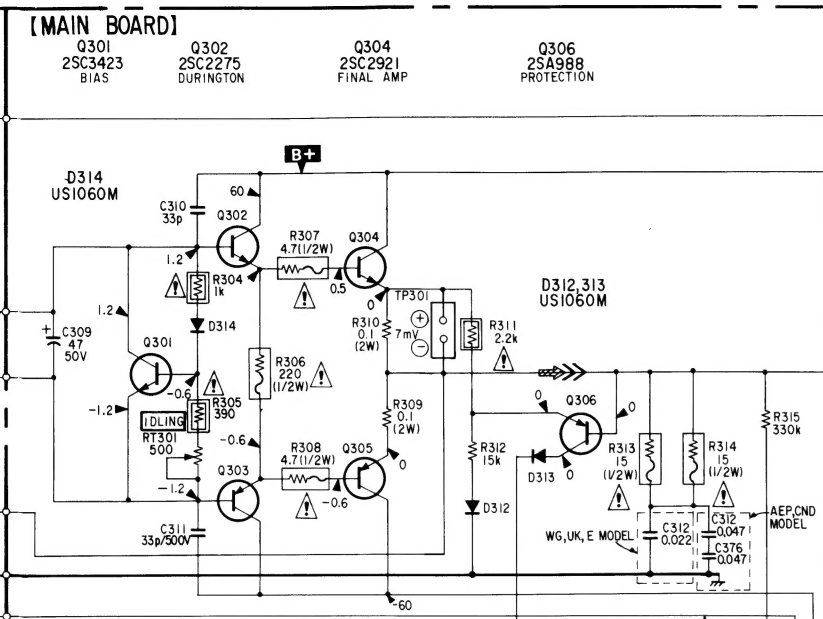 [MAIN BOARD]
Q301
2SC3423
BIAS
Q302
2SC2275
DURINGTON
Q304
2SC2921
FINAL AMP
Q306
2SA988
PROTECTION
B+
D314
US1060M
60
C310
33p
Q302
R307
4.7(1/2W)
Q304
1.2
R304
1k
0.5
0
TP301
D312,313
US1060M
1.2
D314
R310
0.1
(2W)
+
7mV
−
R311
2.2k
+
C309
47
50V
Q301
R306
220
(1/2W)
-0.6
R305
390
0
Q306
0
-1.2
IDLING
RT301
500
R309
0.1
(2W)
R315
330k
-0.6
R308
4.7(1/2W)
Q305
0
R312
15k
D313
0
R313
15
(1/2W)
R314
15
(1/2W)
-1.2
Q303
-0.6
D312
C311
33p/500V
WG,UK,E MODEL
C312
0.022
C312
0.047
C376
0.047
AEP,CND
MODEL
-60